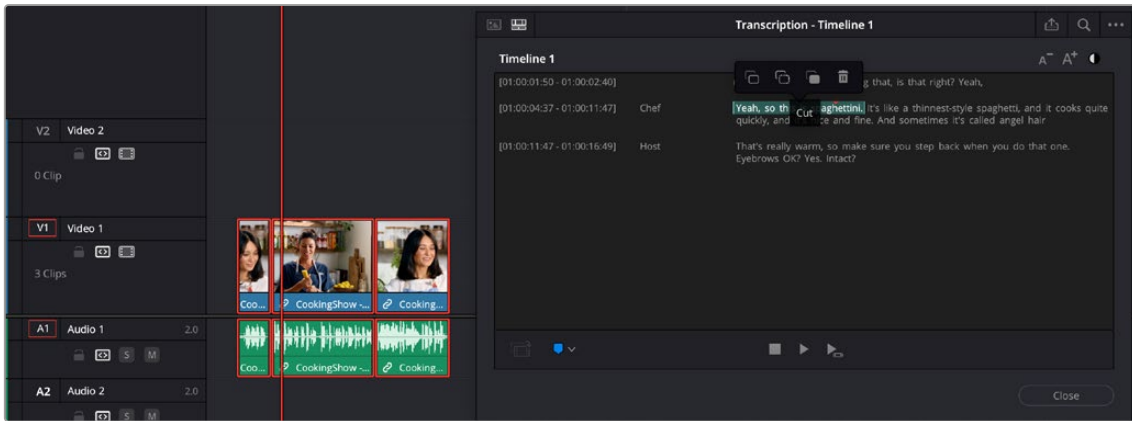 Transcription - Timeline 1
Timeline 1
A- A+
[01:00:01:50 - 01:00:02:40] g that, is that right? Yeah,
[01:00:04:37 - 01:00:11:47] Chef Yeah, so th aghettini, it's like a thinnest-style spaghetti, and it cooks quite
quickly, and ce and fine. And sometimes it's called angel hair
Cut
[01:00:11:47 - 01:00:16:49] Host That's really warm, so make sure you step back when you do that one.
Eyebrows OK? Yes. Intact?
Close
V2 Video 2
0 Clip
V1 Video 1
3 Clips
Coo... CookingShow -... Cooking...
A1 Audio 1 2.0
S M
Coo... CookingShow -... Cooking...
A2 Audio 2 2.0
S M